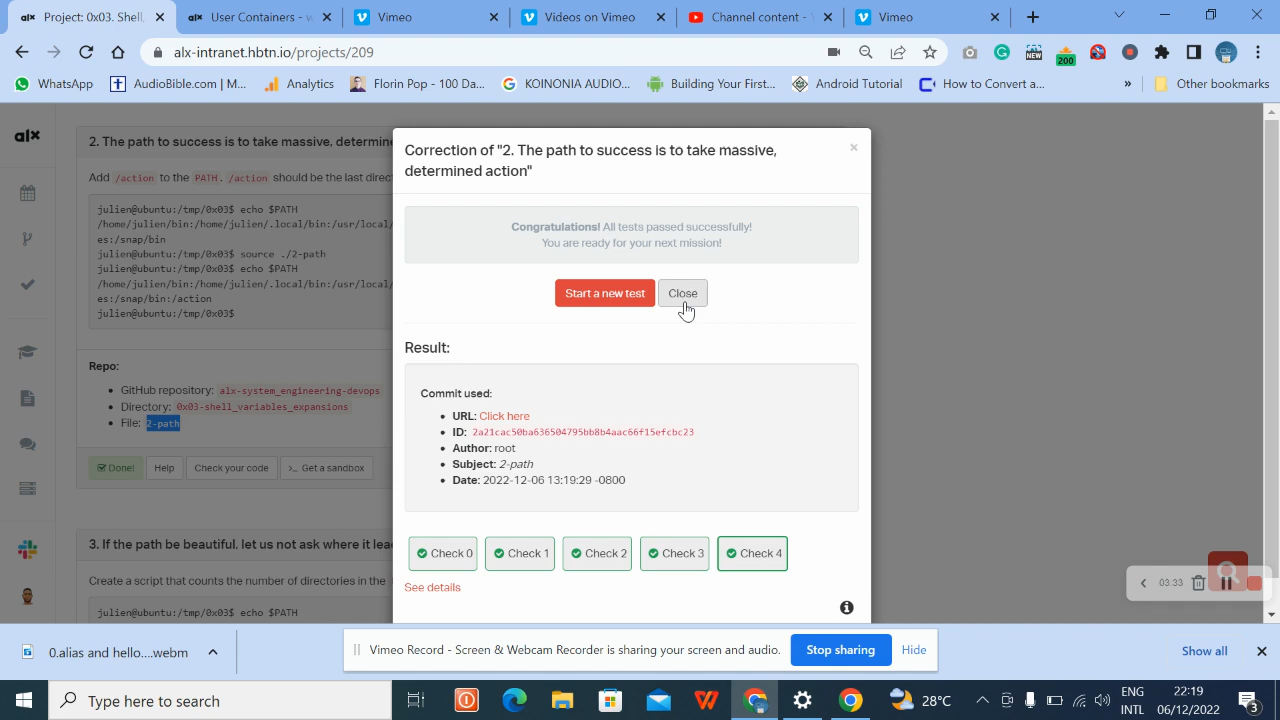 Project: 0x03. Shell,
User Containers - w
Vimeo
Videos on Vimeo
Channel content -
Vimeo
alx-intranet.hbtn.io/projects/209
NEW
200
WhatsApp
AudioBible.com | M...
Analytics
Florin Pop - 100 Da...
KOINONIA AUDIO...
Building Your First...
Android Tutorial
How to Convert a...
»
Other bookmarks
alx
2. The path to success is to take massive, determine
Add /action to the PATH. /action should be the last direc
julien@ubuntu:/tmp/0x03$ echo $PATH
/home/julien/bin:/home/julien/.local/bin:/usr/local/
es:/snap/bin
julien@ubuntu:/tmp/0x03$ source ./2-path
julien@ubuntu:/tmp/0x03$ echo $PATH
/home/julien/bin:/home/julien/.local/bin:/usr/local/
es:/snap/bin:/action
julien@ubuntu:/tmp/0x03$
Repo:
• GitHub repository: alx-system_engineering-devops
• Directory: 0x03-shell_variables_expansions
• File: 2-path
Done!
Help
Check your code
>_ Get a sandbox
3. If the path be beautiful, let us not ask where it lea
Create a script that counts the number of directories in the
julien@ubuntu:/tmp/0x03$ echo $PATH
Correction of "2. The path to success is to take massive,
determined action"
×
Congratulations! All tests passed successfully!
You are ready for your next mission!
Start a new test
Close
Result:
Commit used:
• URL: Click here
• ID: 2a21cac50ba636504795bb8b4aac66f15efcbc23
• Author: root
• Subject: 2-path
• Date: 2022-12-06 13:19:29 -0800
Check 0
Check 1
Check 2
Check 3
Check 4
See details
03:33
0.alias and hello....webm
Vimeo Record - Screen & Webcam Recorder is sharing your screen and audio.
Stop sharing
Hide
Show all
Type here to search
28°C
ENG
INTL
22:19
06/12/2022
3